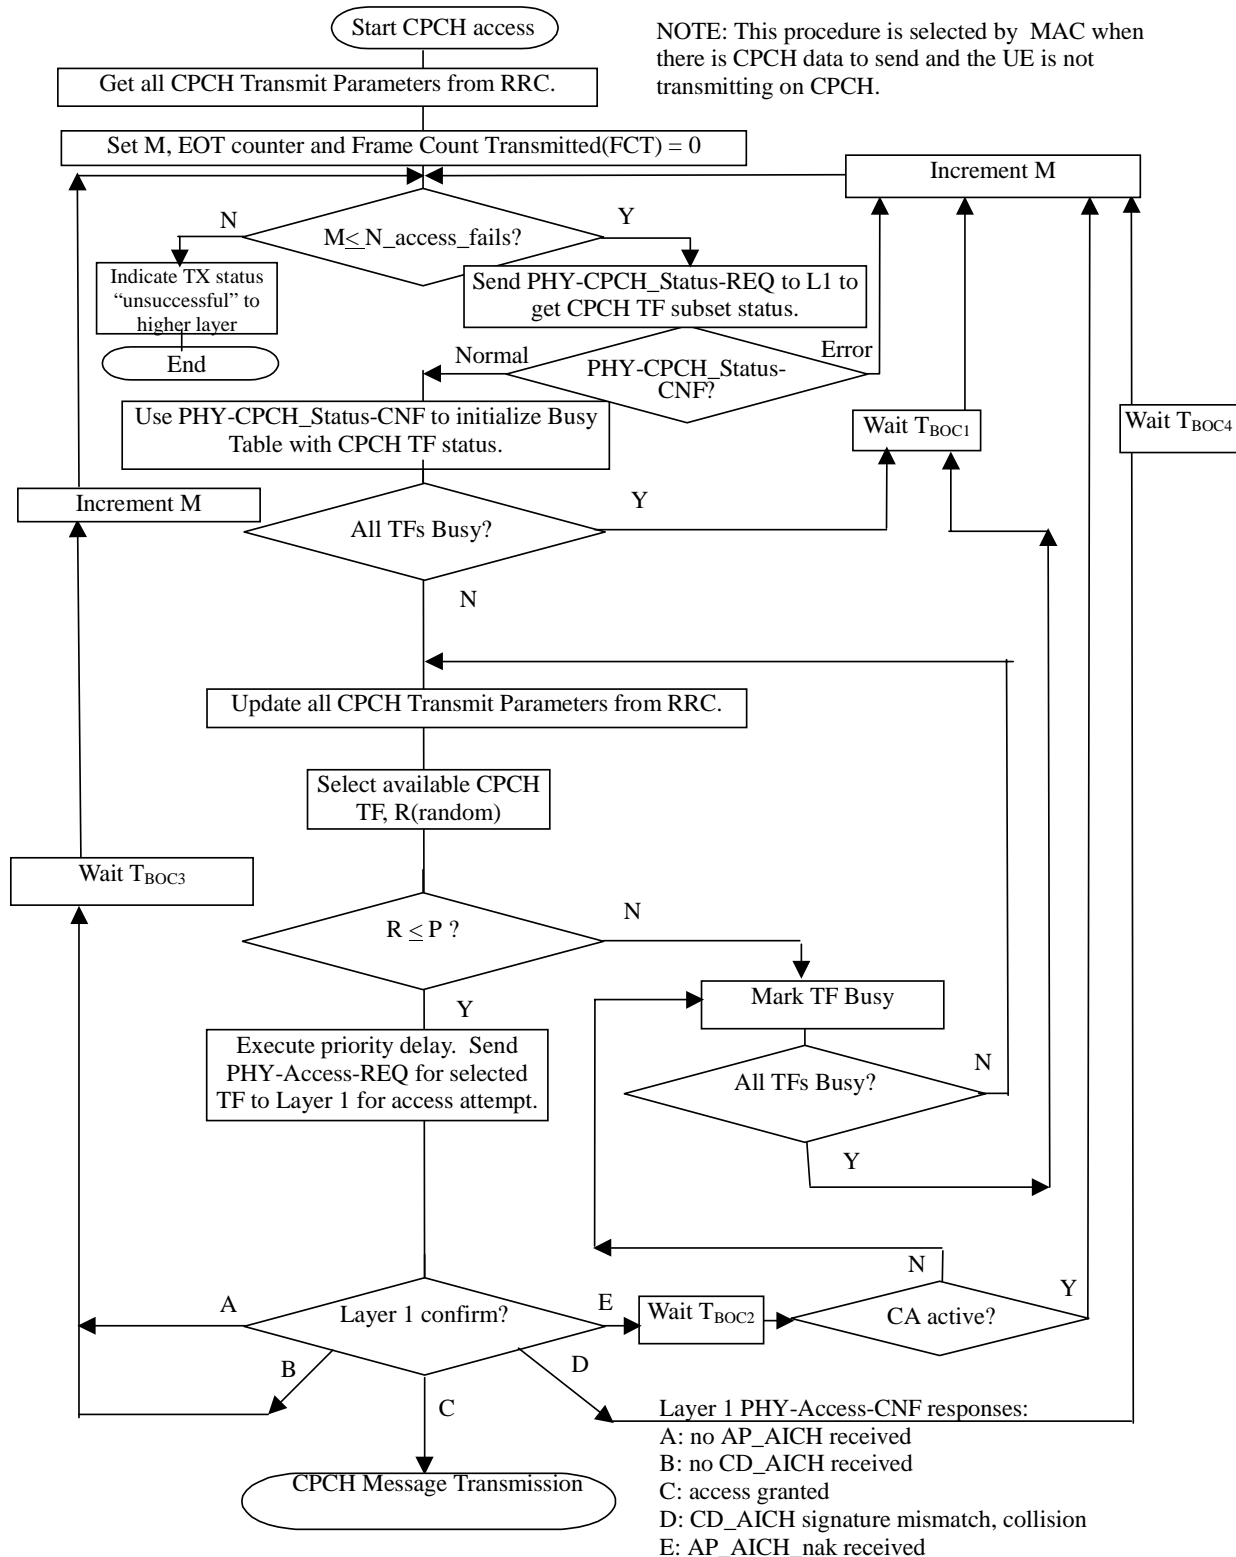 Start CPCH access
NOTE: This procedure is selected by MAC when
there is CPCH data to send and the UE is not
transmitting on CPCH.
Get all CPCH Transmit Parameters from RRC.
Set M, EOT counter and Frame Count Transmitted(FCT) = 0
Increment M
N
M≤ N_access_fails?
Y
Indicate TX status
“unsuccessful” to
higher layer
End
Send PHY-CPCH_Status-REQ to L1 to
get CPCH TF subset status.
Normal
PHY-CPCH_Status-
CNF?
Error
Use PHY-CPCH_Status-CNF to initialize Busy
Table with CPCH TF status.
Wait TBOC1
Wait TBOC4
Increment M
All TFs Busy?
Y
N
Update all CPCH Transmit Parameters from RRC.
Select available CPCH
TF, R(random)
Wait TBOC3
R ≤ P ?
N
Y
Mark TF Busy
Execute priority delay. Send
PHY-Access-REQ for selected
TF to Layer 1 for access attempt.
All TFs Busy?
N
Y
A
Layer 1 confirm?
E
Wait TBOC2
CA active?
N
Y
B
D
C
CPCH Message Transmission
Layer 1 PHY-Access-CNF responses:
A: no AP_AICH received
B: no CD_AICH received
C: access granted
D: CD_AICH signature mismatch, collision
E: AP_AICH_nak received